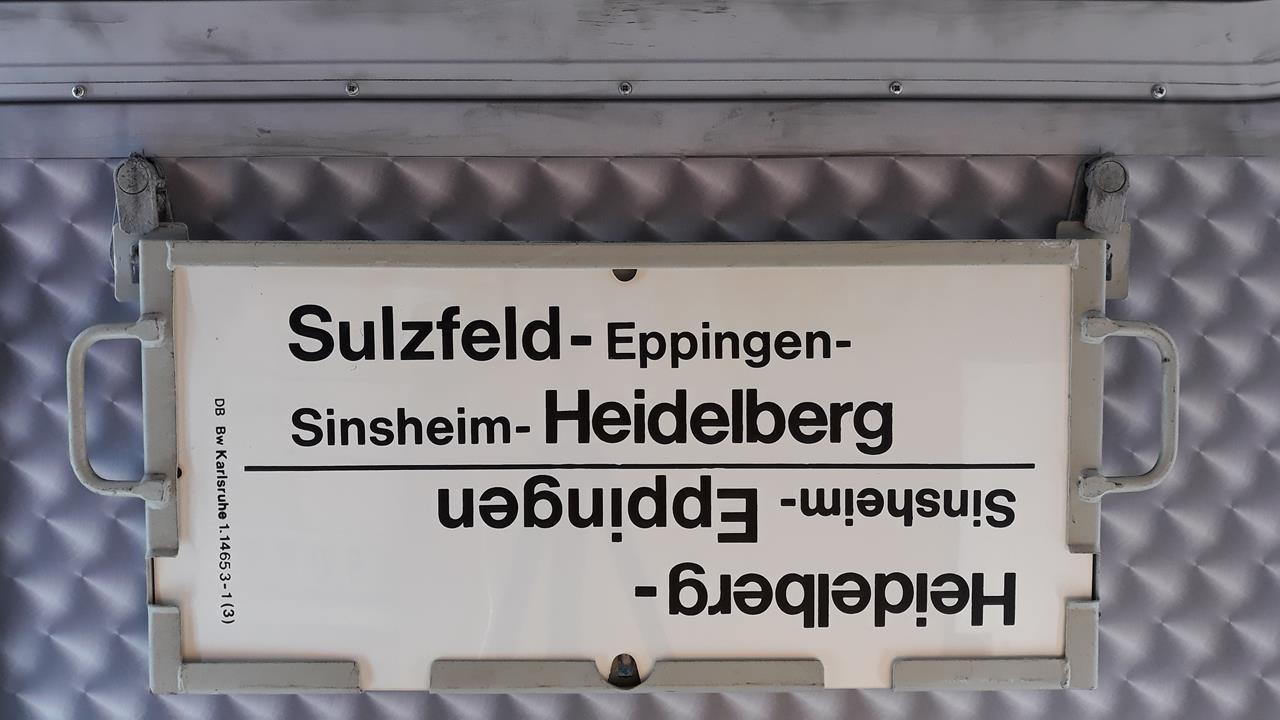 Sulzfeld- Eppingen-
Sinsheim- Heidelberg
Heidelberg-
Sinsheim- Eppingen
DB Bw Karlsruhe 1.14653-1 (3)